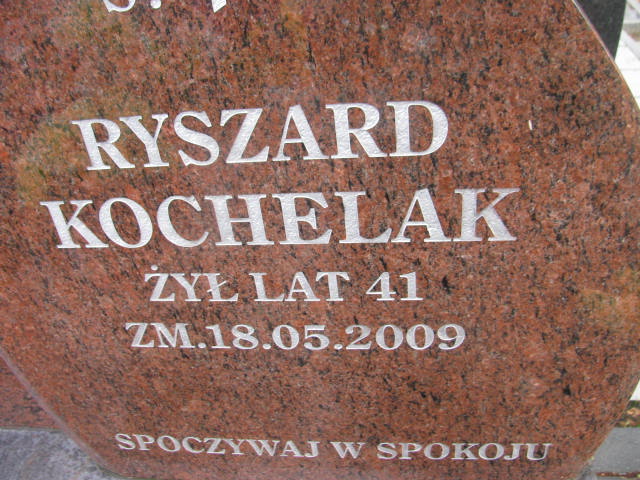 RYSZARD
KOCHELAK
ŻYŁ LAT 41
ZM.18.05.2009
SPOCZYWAJ W SPOKOJU